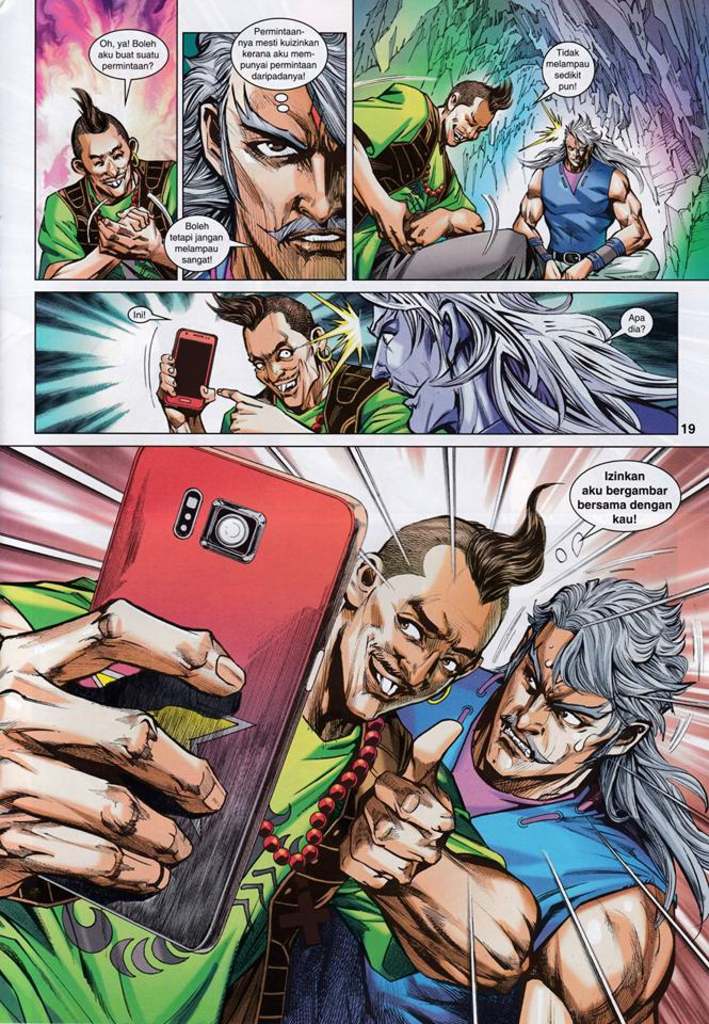 Oh, ya! Boleh
aku buat suatu
permintaan?
Permintaan-
nya mesti kuizinkan
kerana aku mem-
punyai permintaan
daripadanya!
Boleh
tetapi jangan
melampau
sangat!
Tidak
melampau
sedikit
pun!
Ini!
Apa
dia?
19
Izinkan
aku bergambar
bersama dengan
kau!